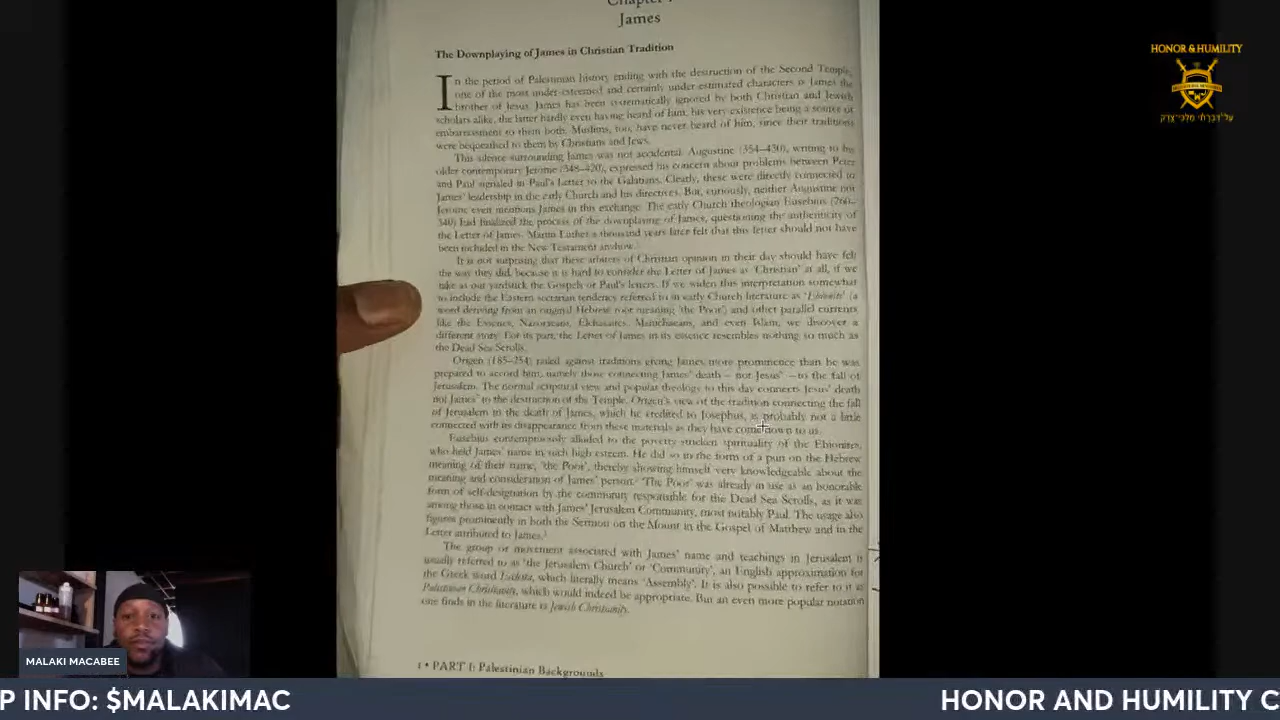 Chapter
James
The Downplaying of James in Christian Tradition
In the period of Palestinian history ending with the destruction of the Second Temple,
one of the most under-esteemed and certainly under-estimated characters is James the
brother of Jesus. James has been systematically ignored by both Christian and Jewish
scholars alike, the latter hardly even having heard of him, his very existence being a source of
embarrassment to them both. Muslims, too, have never heard of him, since their traditions
were bequeathed to them by Christians and Jews.
This silence surrounding James was not accidental. Augustine (354–430), writing to his
older contemporary Jerome (348–420), expressed his concern about problems between Peter
and Paul signaled in Paul's Letter to the Galatians. Clearly, these were directly connected to
James' leadership in the early Church and his directives. But, curiously, neither Augustine nor
Jerome even mentions James in this exchange. The early Church theologian Eusebius (260–
340) had finalized the process of the downplaying of James, questioning the authenticity of
the Letter of James. Martin Luther a thousand years later felt that this letter should not have
been included in the New Testament anyhow.
It is not surprising that these arbiters of Christian opinion in their day should have felt
the way they did, because it is hard to consider the Letter of James as 'Christian' at all, if we
take as our yardstick the Gospels or Paul's letters. If we widen this interpretation somewhat
to include the Eastern sectarian tendency referred to in early Church literature as 'Ebionite' (a
word deriving from an original Hebrew root meaning 'the Poor') and other parallel currents
like the Essenes, Nazoraeans, Elchasaites, Manichaeans, and even Islam, we discover a
different story. For its part, the Letter of James in its essence resembles nothing so much as
the Dead Sea Scrolls.
Origen (185–254) railed against traditions giving James more prominence than he was
prepared to accord him, namely those connecting James' death – not Jesus' – to the fall of
Jerusalem. The normal scriptural view and popular theology to this day connects Jesus' death
not James' to the destruction of the Temple. Origen's view of the tradition connecting the fall
of Jerusalem to the death of James, which he credited to Josephus, is probably not a little
connected with its disappearance from these materials as they have come down to us.
Eusebius contemptuously alluded to the poverty-stricken spirituality of the Ebionites,
who held James' name in such high esteem. He did so in the form of a pun on the Hebrew
meaning of their name, 'the Poor', thereby showing himself very knowledgeable about the
meaning and consideration of James' person. 'The Poor' was already in use as an honorable
form of self-designation by the community responsible for the Dead Sea Scrolls, as it was
among those in contact with James' Jerusalem Community, most notably Paul. The usage also
figures prominently in both the Sermon on the Mount in the Gospel of Matthew and in the
Letter attributed to James.
The group or movement associated with James' name and teachings in Jerusalem is
usually referred to as 'the Jerusalem Church' or 'Community', an English approximation for
the Greek word Ecclesia, which literally means 'Assembly'. It is also possible to refer to it as
Palestinian Christianity, which would indeed be appropriate. But an even more popular notation
one finds in the literature is Jewish Christianity.
PART I: Palestinian Backgrounds
HONOR & HUMILITY
MALAKI MACABEE
P INFO: $MALAKIMAC
HONOR AND HUMILITY C